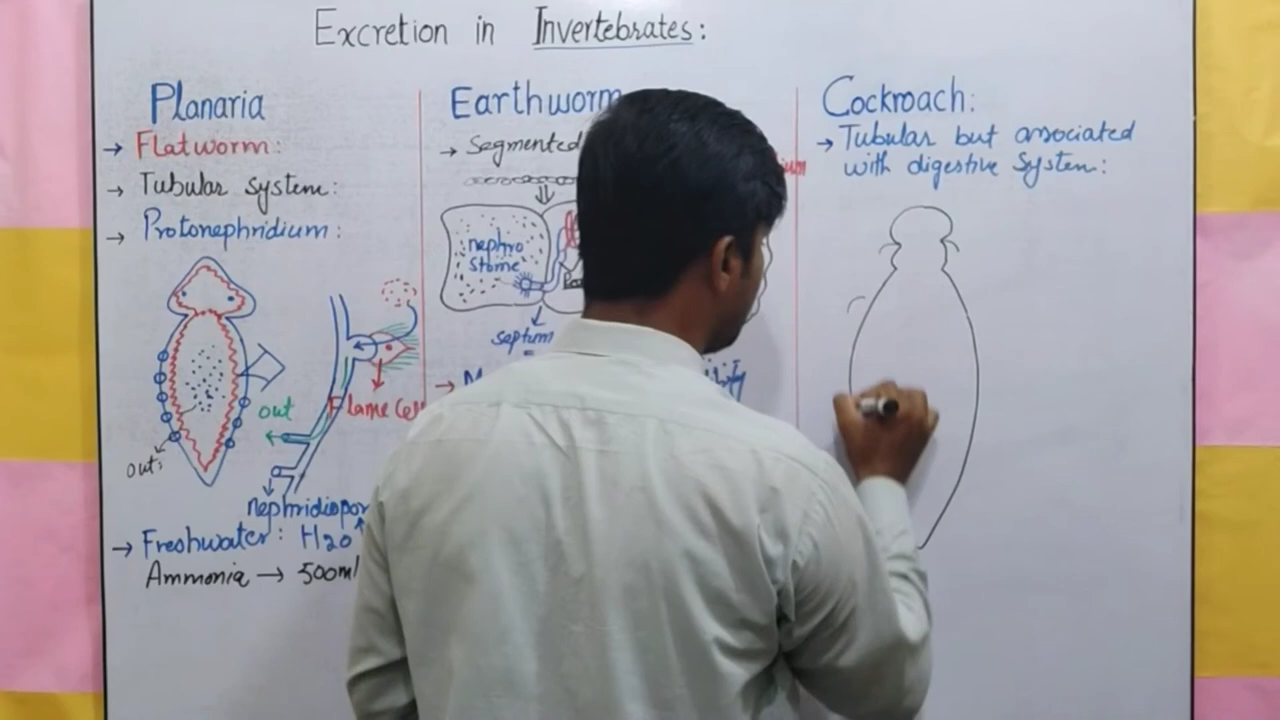 Excretion in Invertebrates:
Planaria
→ Flatworm:
→ Tubular system:
→ Protonephridium:
out
Flame Cell
out:
nephridiopor
→ Freshwater: H2O ↑
Ammonia → 500ml
Earthworm
→ Segmented
nephro
stome
septum
Cockroach:
→ Tubular but associated
with digestive System: